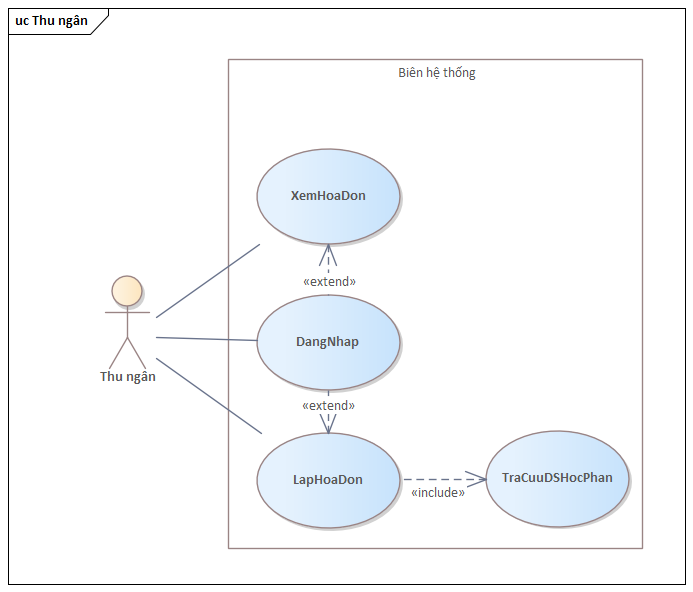 uc Thu ngân
Biên hệ thống
XemHoaDon
«extend»
DangNhap
Thu ngân
«extend»
LapHoaDon
TraCuuDSHocPhan
«include»